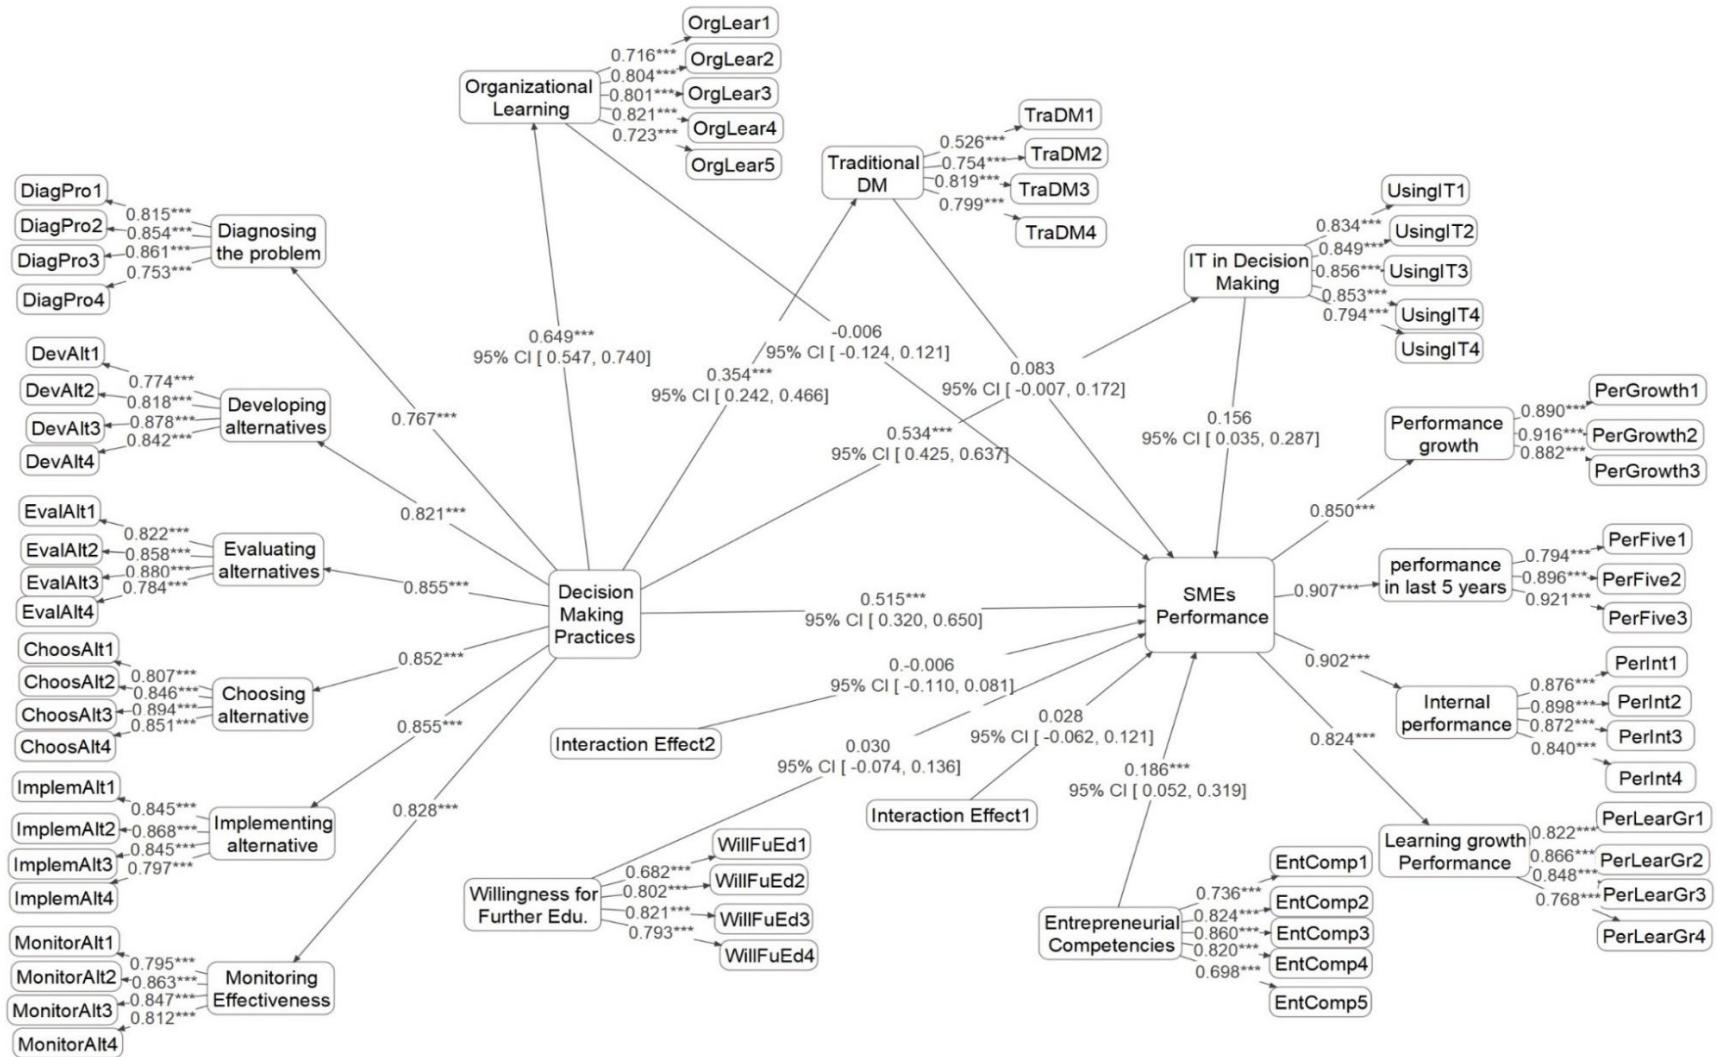 OrgLear1
0.716***
OrgLear2
0.804***
Organizational
Learning
0.801***
OrgLear3
0.821***
OrgLear4
0.723***
OrgLear5
Traditional
DM
TraDM1
0.526***
TraDM2
0.754***
0.819***
TraDM3
0.799***
TraDM4
IT in Decision
Making
UsingIT1
0.834***
UsingIT2
0.849***
0.856***
UsingIT3
0.853***
UsingIT4
0.794***
UsingIT4
DiagPro1
0.815***
DiagPro2
0.854***
DiagPro3
0.861***
0.753***
DiagPro4
Diagnosing
the problem
DevAlt1
0.774***
DevAlt2
0.818***
DevAlt3
0.878***
0.842***
DevAlt4
Developing
alternatives
EvalAlt1
0.822***
EvalAlt2
0.858***
EvalAlt3
0.880***
0.784***
EvalAlt4
Evaluating
alternatives
ChoosAlt1
0.807***
ChoosAlt2
0.846***
ChoosAlt3
0.894***
0.851***
ChoosAlt4
Choosing
alternative
ImplemAlt1
0.845***
ImplemAlt2
0.868***
0.845***
ImplemAlt3
0.797***
ImplemAlt4
Implementing
alternative
MonitorAlt1
0.795***
MonitorAlt2
0.863***
0.847***
MonitorAlt3
0.812***
MonitorAlt4
Monitoring
Effectiveness
0.767***
0.821***
0.855***
0.852***
0.855***
0.828***
Decision
Making
Practices
0.649***
95% CI [ 0.547, 0.740]
0.354***
95% CI [ 0.242, 0.466]
-0.006
95% CI [ -0.124, 0.121]
0.083
95% CI [ -0.007, 0.172]
0.534***
95% CI [ 0.425, 0.637]
0.156
95% CI [ 0.035, 0.287]
0.515***
95% CI [ 0.320, 0.650]
0.-0.006
95% CI [ -0.110, 0.081]
Interaction Effect2
0.030
95% CI [ -0.074, 0.136]
0.028
95% CI [ -0.062, 0.121]
Interaction Effect1
0.186***
95% CI [ 0.052, 0.319]
Willingness for
Further Edu.
WillFuEd1
0.682***
WillFuEd2
0.802***
0.821***
WillFuEd3
0.793***
WillFuEd4
Entrepreneurial
Competencies
EntComp1
0.736***
EntComp2
0.824***
0.860***
EntComp3
0.820***
EntComp4
0.698***
EntComp5
SMEs
Performance
0.850***
0.907***
0.902***
0.824***
Performance
growth
PerGrowth1
0.890***
0.916***
PerGrowth2
0.882***
PerGrowth3
performance
in last 5 years
PerFive1
0.794***
0.896***
PerFive2
0.921***
PerFive3
Internal
performance
PerInt1
0.876***
0.898***
PerInt2
0.872***
PerInt3
0.840***
PerInt4
Learning growth
Performance
PerLearGr1
0.822***
0.866***
PerLearGr2
0.848***
PerLearGr3
0.768***
PerLearGr4